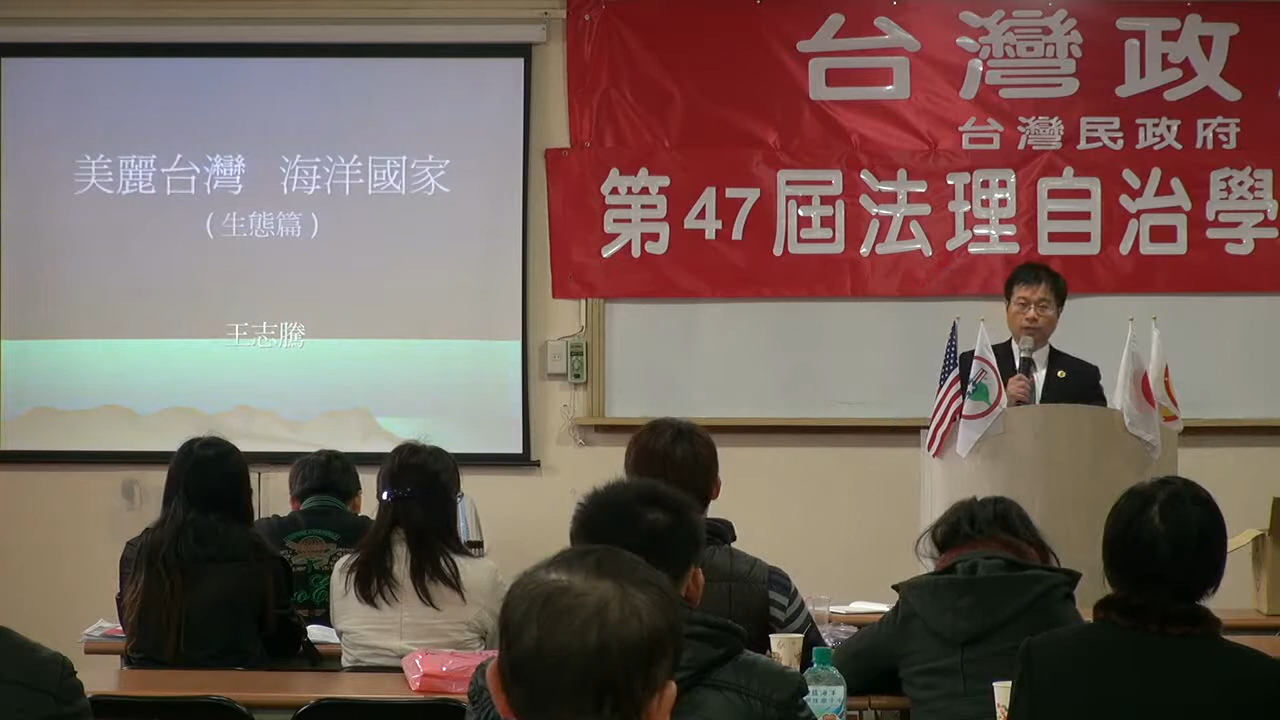 美麗台灣 海洋國家
(生態篇)
王志騰
台灣政
台灣民政府
第47屆法理自治學